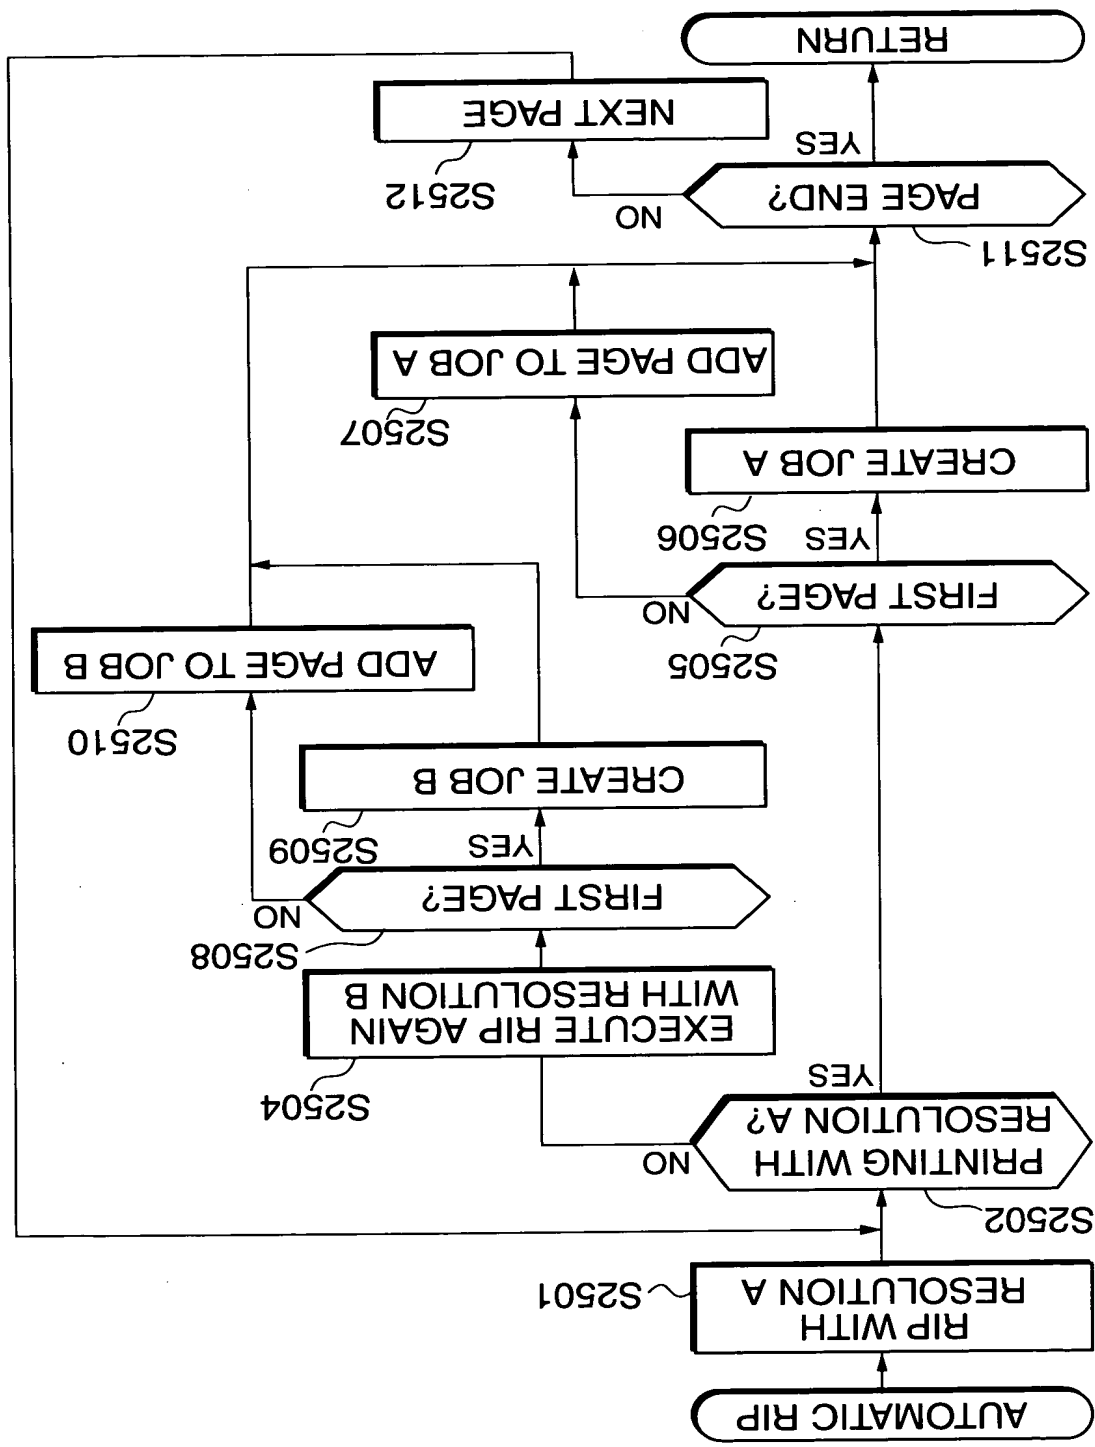 AUTOMATIC RIP
RIP WITH
RESOLUTION A
S2501
S2502
PRINTING WITH
RESOLUTION A?
NO
YES
S2504
EXECUTE RIP AGAIN
WITH RESOLUTION B
S2508
FIRST PAGE?
NO
YES
S2509
CREATE JOB B
S2510
ADD PAGE TO JOB B
S2505
FIRST PAGE?
NO
YES
S2506
CREATE JOB A
S2507
ADD PAGE TO JOB A
S2511
PAGE END?
NO
YES
S2512
NEXT PAGE
RETURN